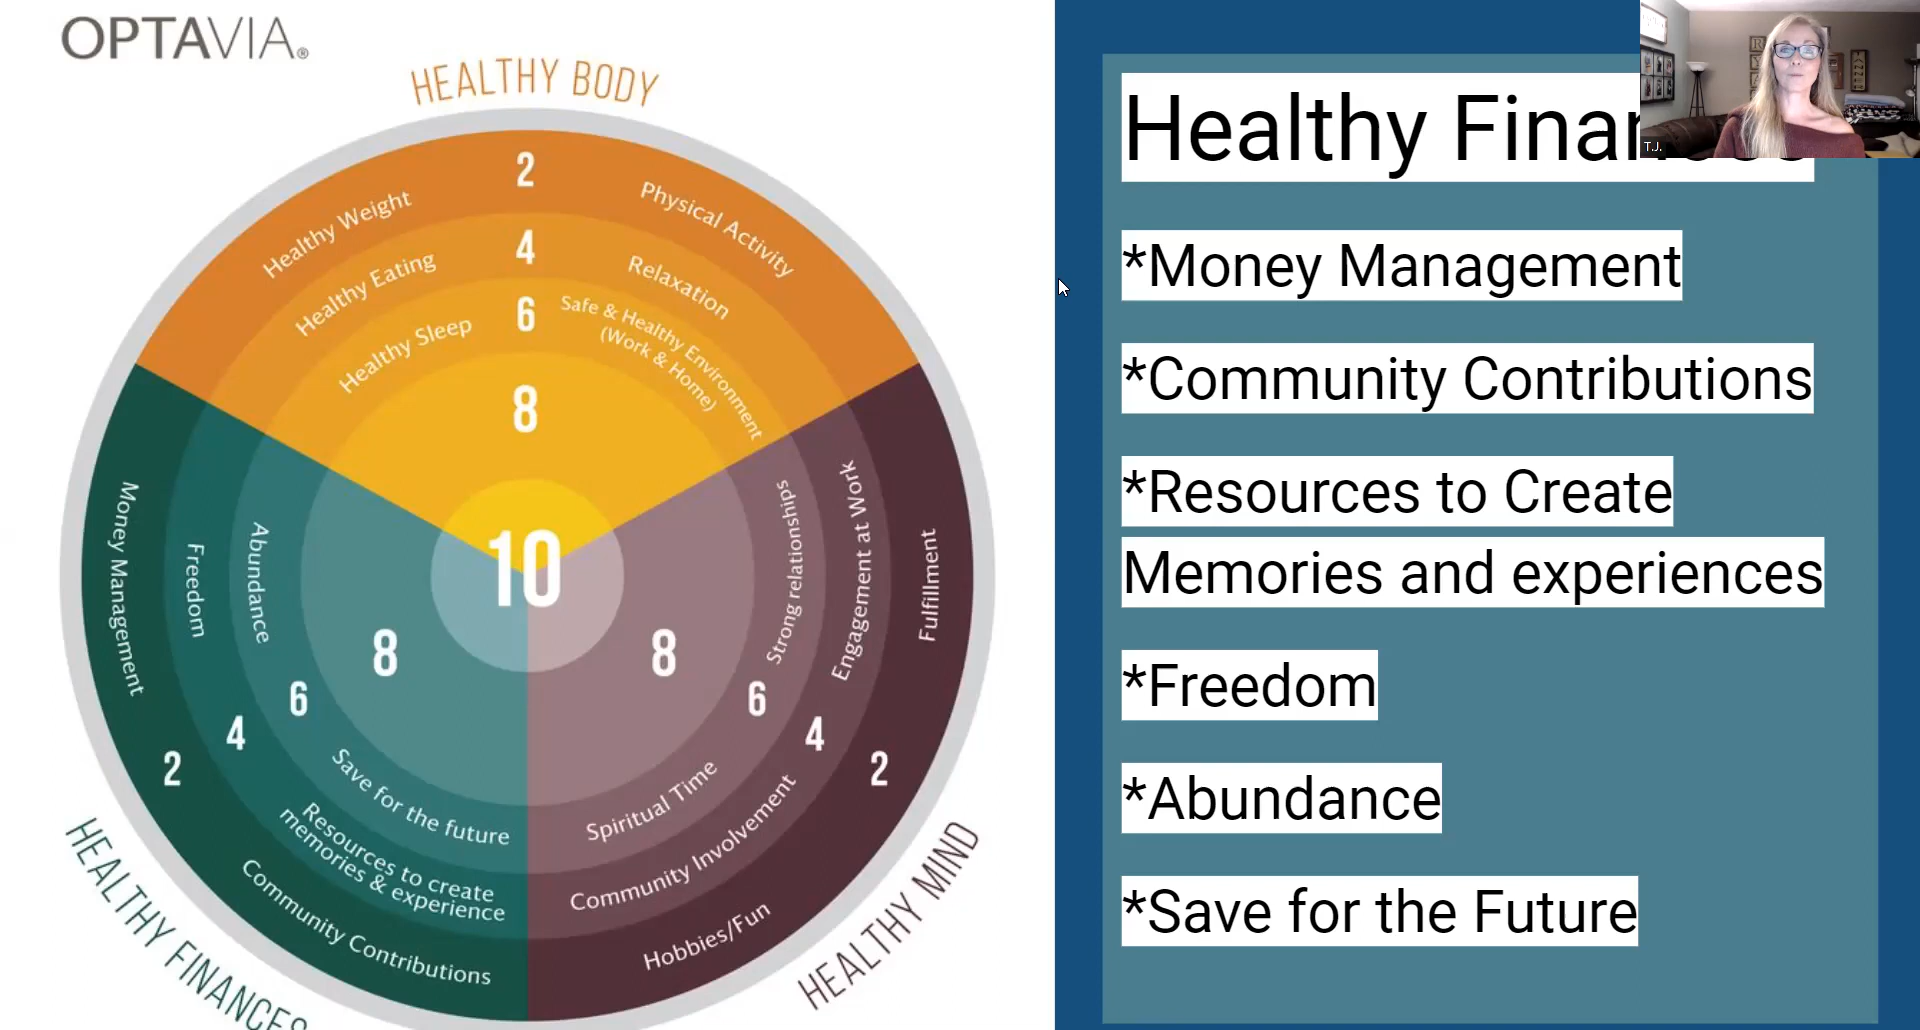 OPTAVIA®
HEALTHY BODY
2
Healthy Weight
Physical Activity
4
Healthy Eating
Relaxation
6
Healthy Sleep
Safe & Healthy Environment
(Work & Home)
8
10
Money Management
Freedom
Abundance
8
6
4
2
Save for the future
Resources to create
memories & experience
Community Contributions
HEALTHY FINANCES
Strong relationships
Engagement at Work
Fulfillment
8
6
4
2
Spiritual Time
Community Involvement
Hobbies/Fun
HEALTHY MIND
Healthy Finances
*Money Management
*Community Contributions
*Resources to Create
Memories and experiences
*Freedom
*Abundance
*Save for the Future
T.J.